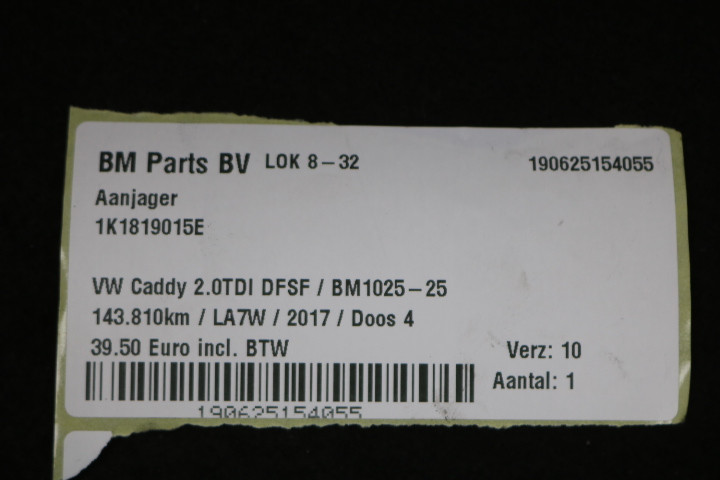 BM Parts BV LOK 8-32 190625154055
Aanjager
1K1819015E
VW Caddy 2.0TDI DFSF / BM1025-25
143.810km / LA7W / 2017 / Doos 4
39.50 Euro incl. BTW Verz: 10
Aantal: 1
190625154055